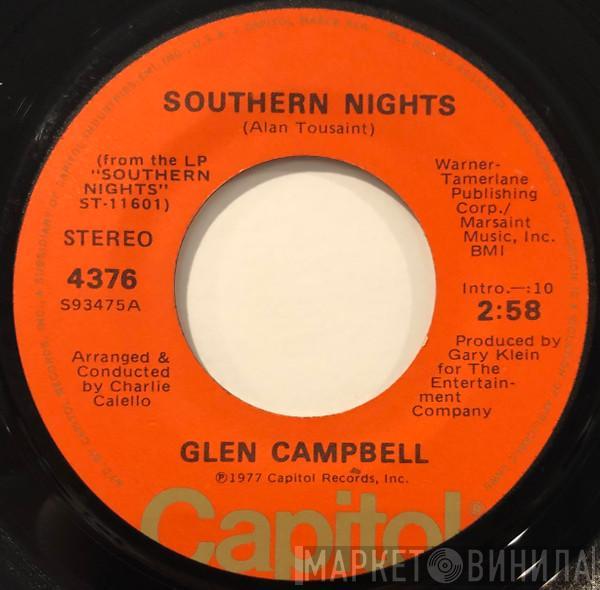 SOUTHERN NIGHTS
(Alan Tousaint)
(from the LP
"SOUTHERN
NIGHTS"
ST-11601)
STEREO
4376
S93475A
Arranged &
Conducted
by Charlie
Calello
Warner-
Tamerlane
Publishing
Corp./
Marsaint
Music, Inc.
BMI
Intro.—:10
2:58
Produced by
Gary Klein
for The
Entertain-
ment
Company
GLEN CAMPBELL
℗1977 Capitol Records, Inc.
Capitol®
МАРКЕТ ВИНИЛА